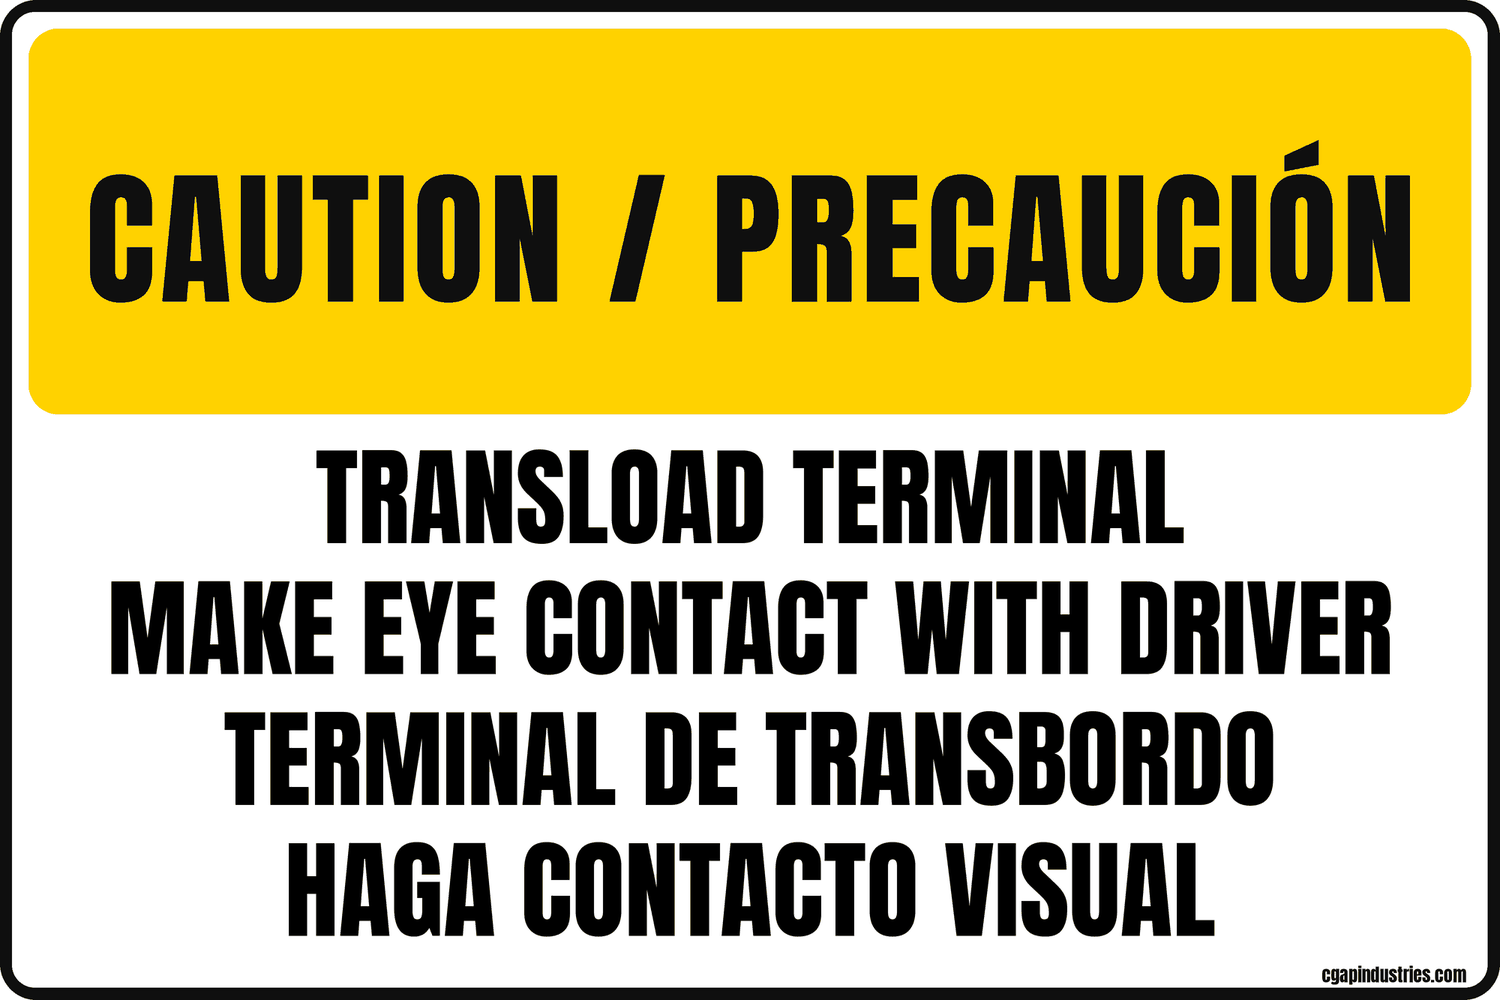 CAUTION / PRECAUCIÓN
TRANSLOAD TERMINAL
MAKE EYE CONTACT WITH DRIVER
TERMINAL DE TRANSBORDO
HAGA CONTACTO VISUAL
cgapindustries.com